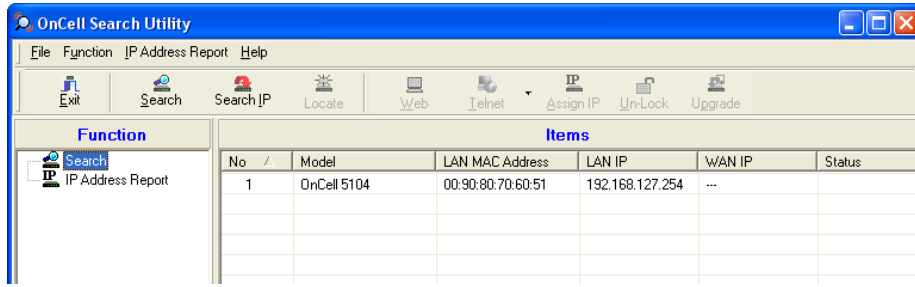 OnCell Search Utility
File Function IP Address Report Help
Exit Search Search IP Locate Web Telnet Assign IP Un-Lock Upgrade
Function Items
Search
IP Address Report
No Model LAN MAC Address LAN IP WAN IP Status
1 OnCell 5104 00:90:80:70:60:51 192.168.127.254 ---